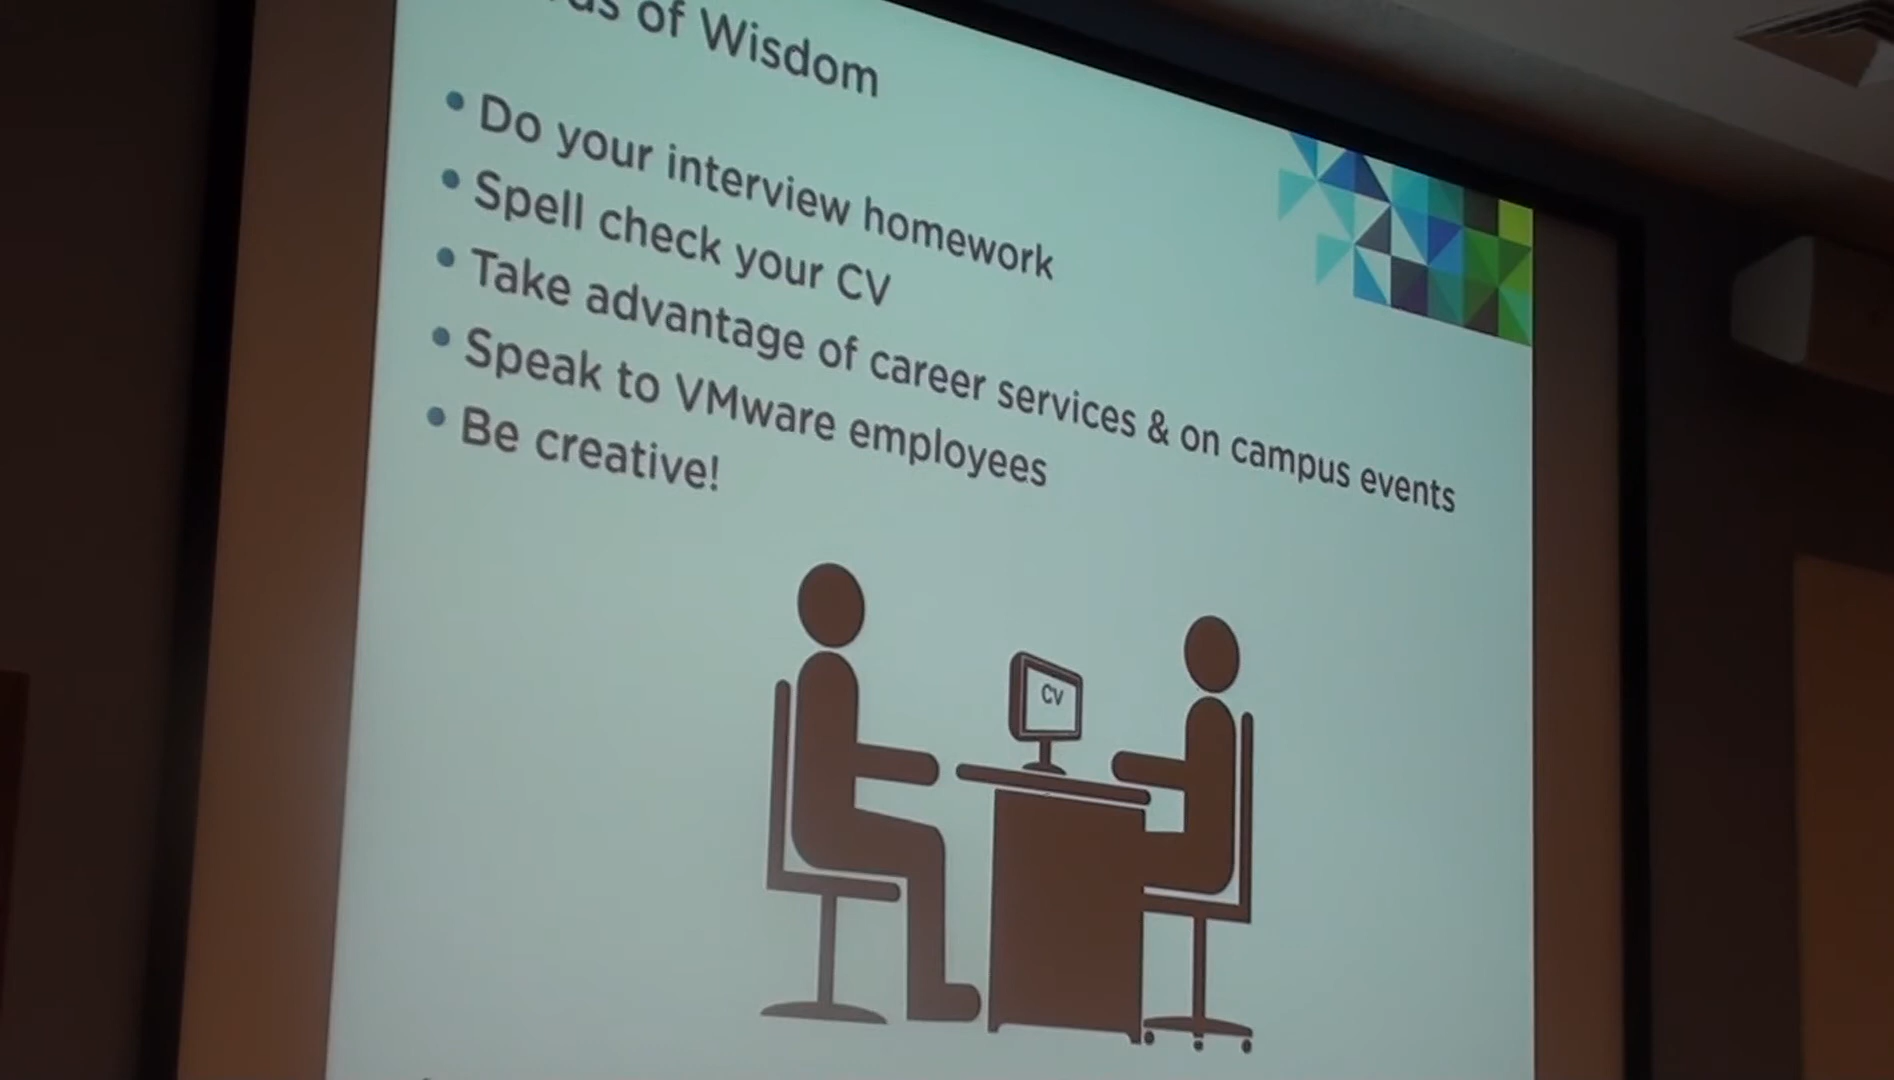 of Wisdom
• Do your interview homework
• Spell check your CV
• Take advantage of career services & on campus events
• Speak to VMware employees
• Be creative!
CV